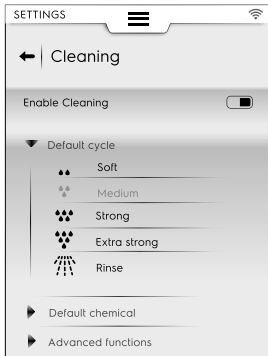 SETTINGS
Cleaning
Enable Cleaning
Default cycle
Soft
Medium
Strong
Extra strong
Rinse
Default chemical
Advanced functions